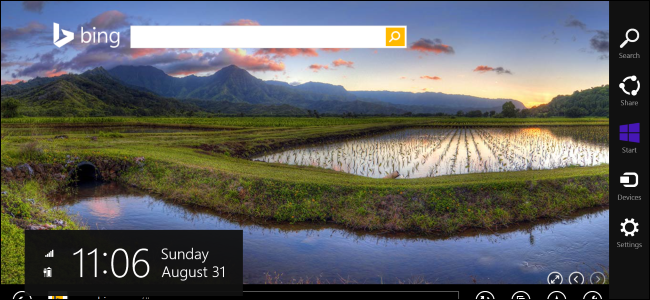 bing
Search
Share
Start
Devices
Settings
11:06
Sunday
August 31